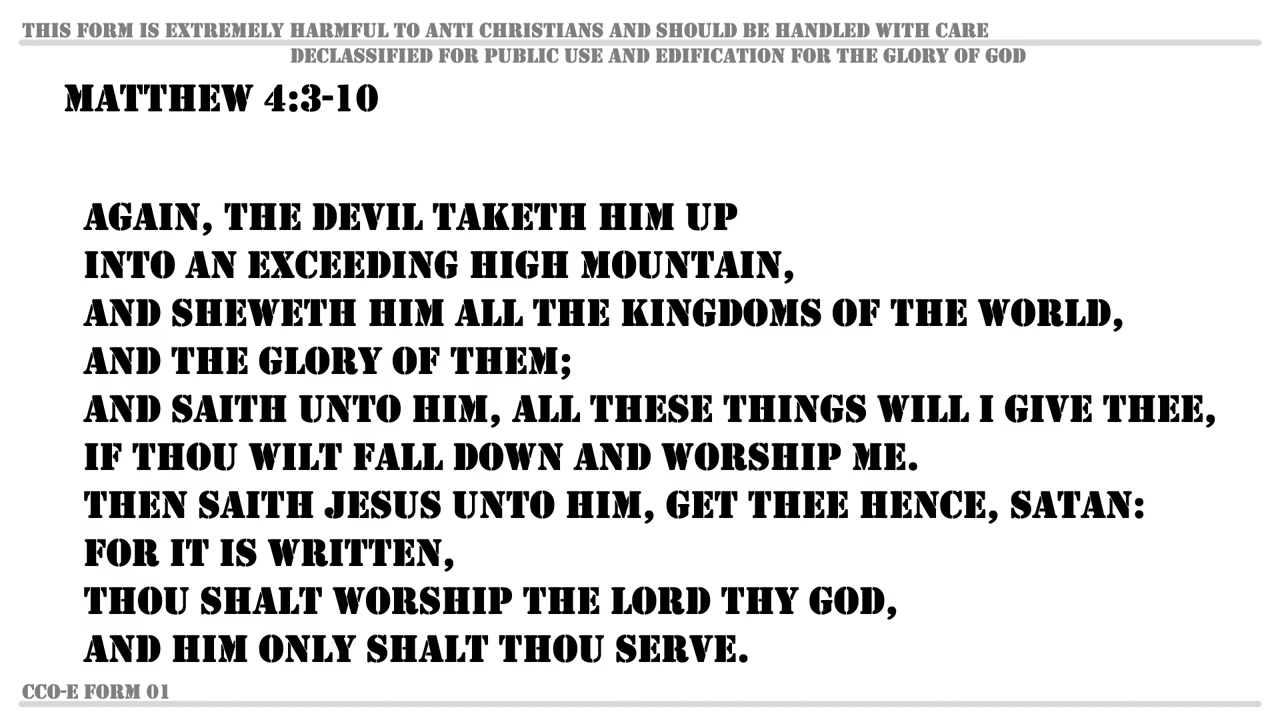 THIS FORM IS EXTREMELY HARMFUL TO ANTI CHRISTIANS AND SHOULD BE HANDLED WITH CARE
DECLASSIFIED FOR PUBLIC USE AND EDIFICATION FOR THE GLORY OF GOD
MATTHEW 4:3-10
AGAIN, THE DEVIL TAKETH HIM UP
INTO AN EXCEEDING HIGH MOUNTAIN,
AND SHEWETH HIM ALL THE KINGDOMS OF THE WORLD,
AND THE GLORY OF THEM;
AND SAITH UNTO HIM, ALL THESE THINGS WILL I GIVE THEE,
IF THOU WILT FALL DOWN AND WORSHIP ME.
THEN SAITH JESUS UNTO HIM, GET THEE HENCE, SATAN:
FOR IT IS WRITTEN,
THOU SHALT WORSHIP THE LORD THY GOD,
AND HIM ONLY SHALT THOU SERVE.
CCO-E FORM 01